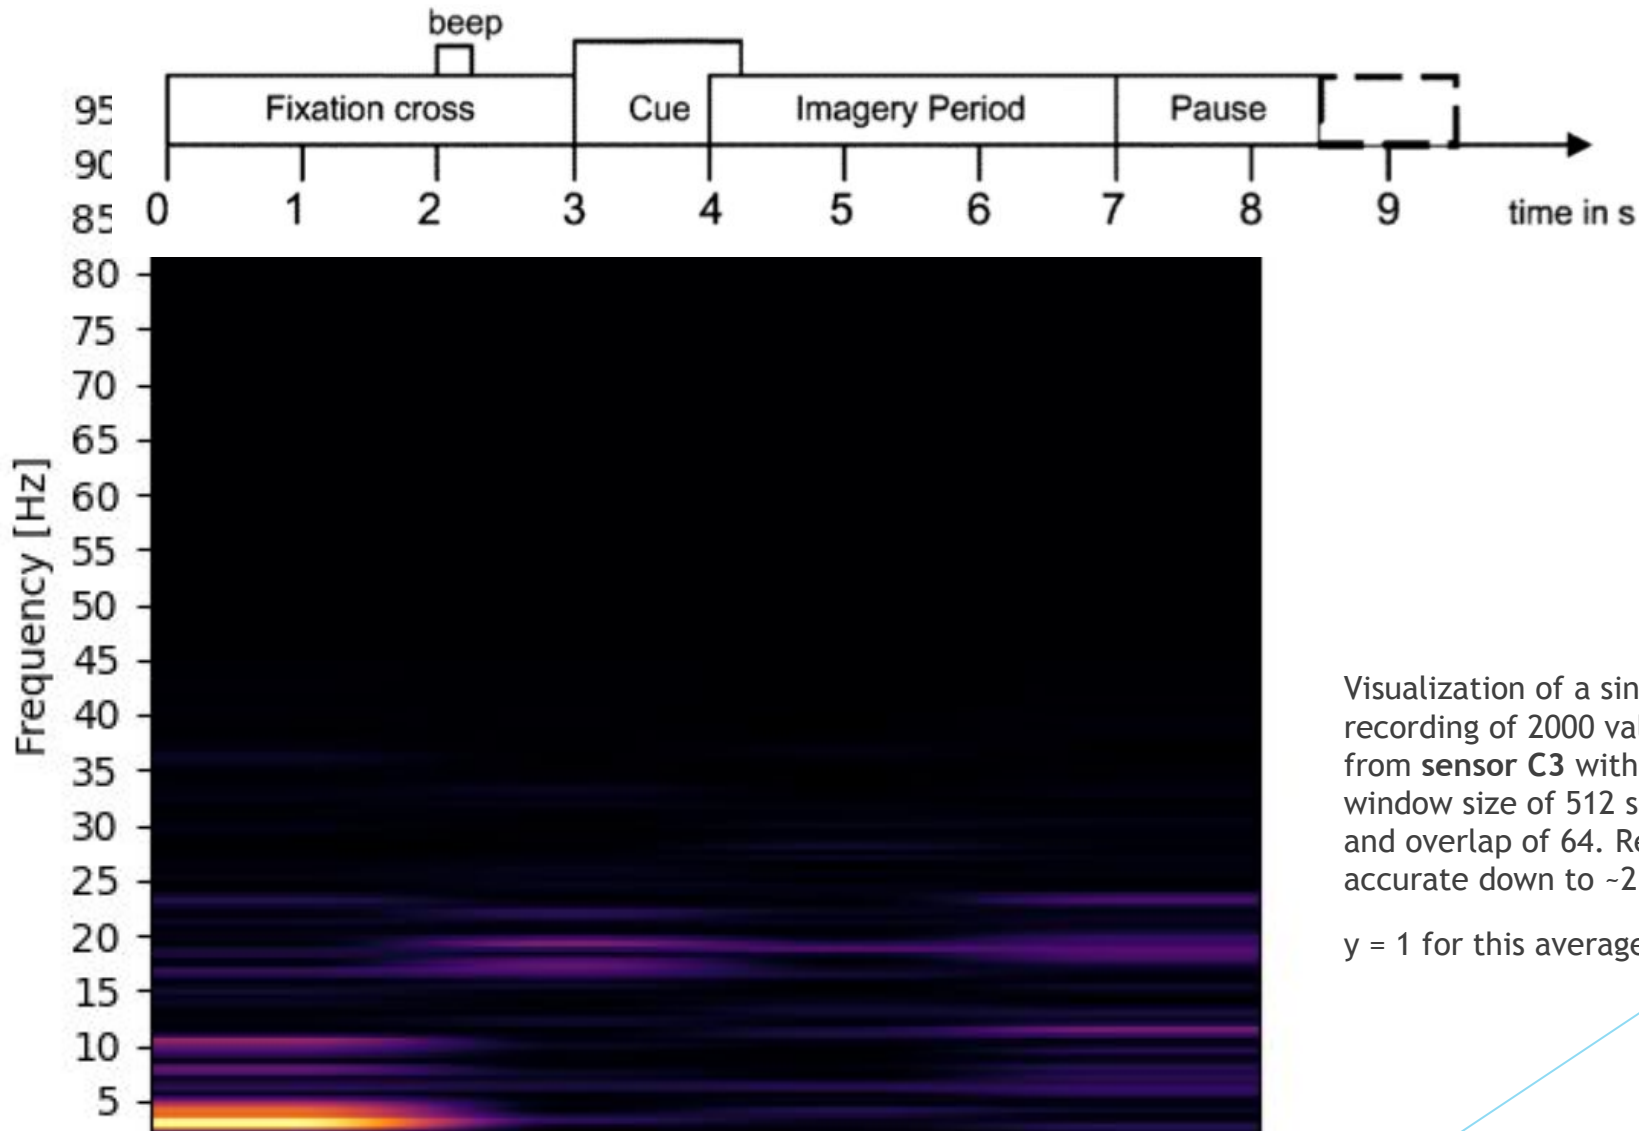 beep
Fixation cross
Cue
Imagery Period
Pause
0 1 2 3 4 5 6 7 8 9 time in s
95
90
85
80
75
70
65
60
55
50
45
40
35
30
25
20
15
10
5
Frequency [Hz]
Visualization of a sin
recording of 2000 val
from sensor C3 with
window size of 512 s
and overlap of 64. Re
accurate down to ~2
y = 1 for this average